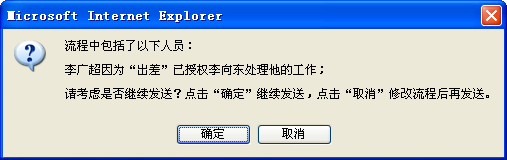 Microsoft Internet Explorer
流程中包括了以下人员：
李广超因为“出差”已授权李向东处理他的工作；
请考虑是否继续发送？点击“确定”继续发送，点击“取消”修改流程后再发送。
确定 取消